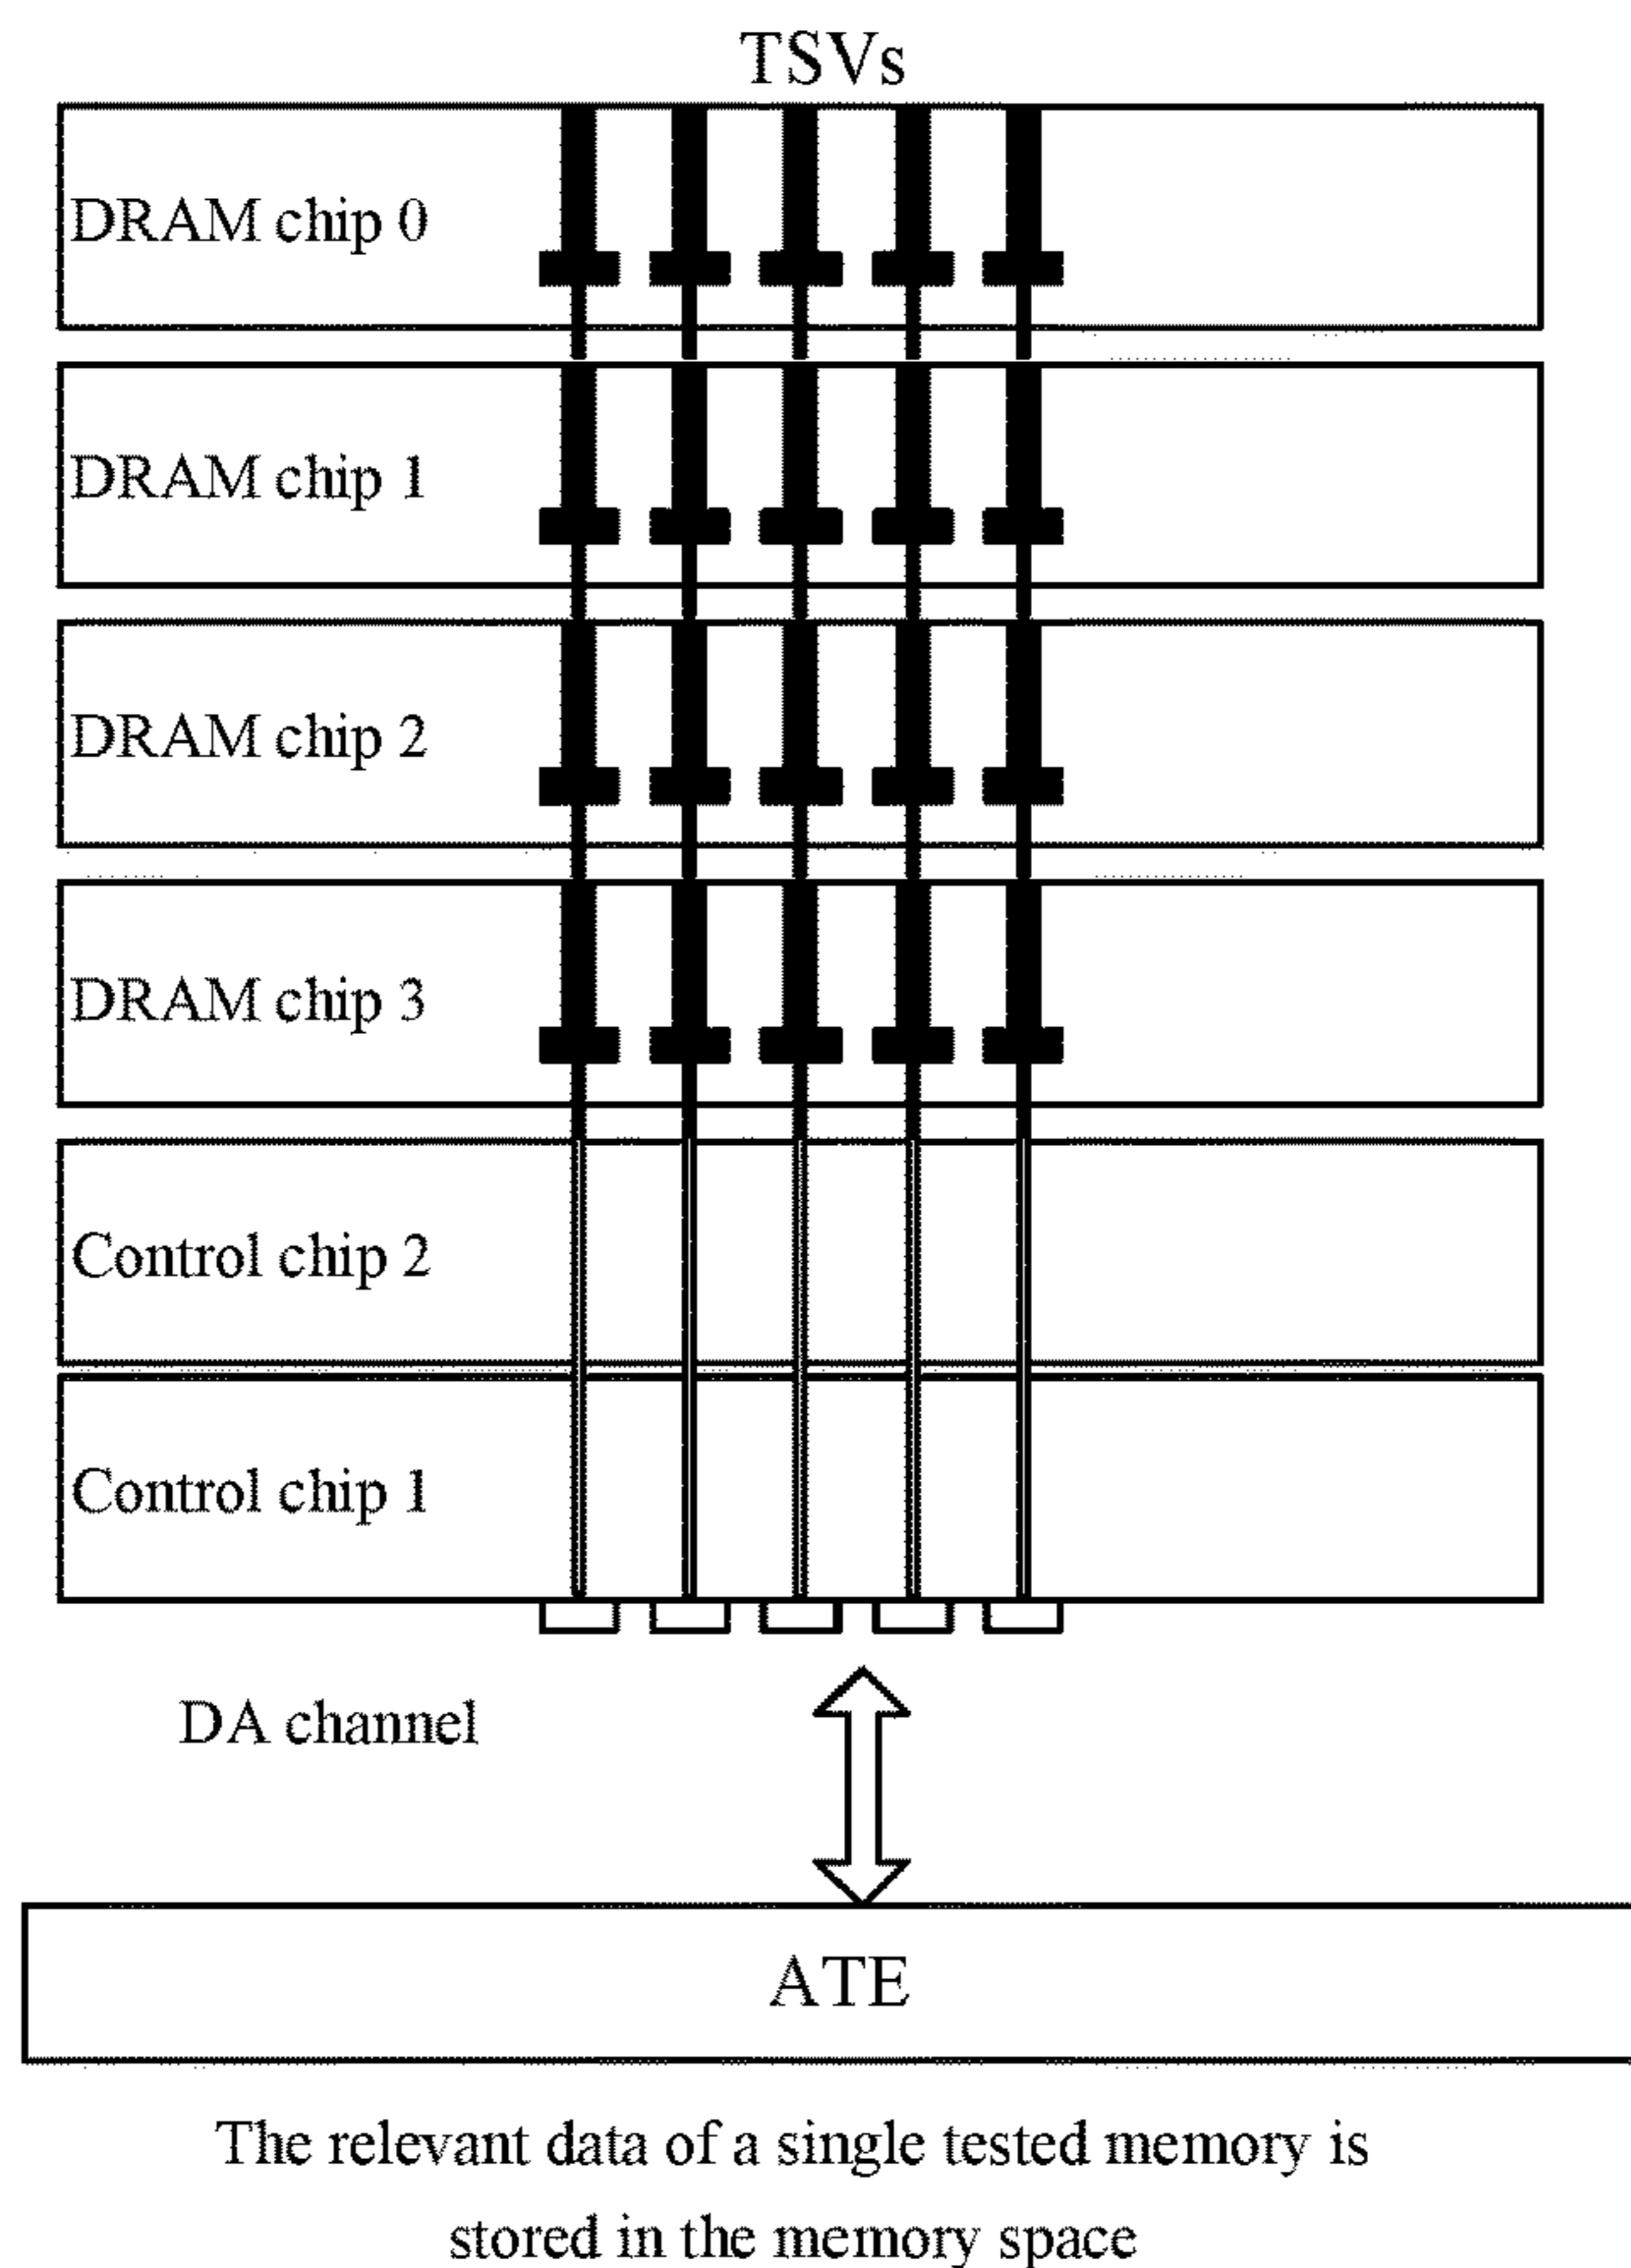 TSVs
DRAM chip 0
DRAM chip 1
DRAM chip 2
DRAM chip 3
Control chip 2
Control chip 1
DA channel
ATE
The relevant data of a single tested memory is
stored in the memory space